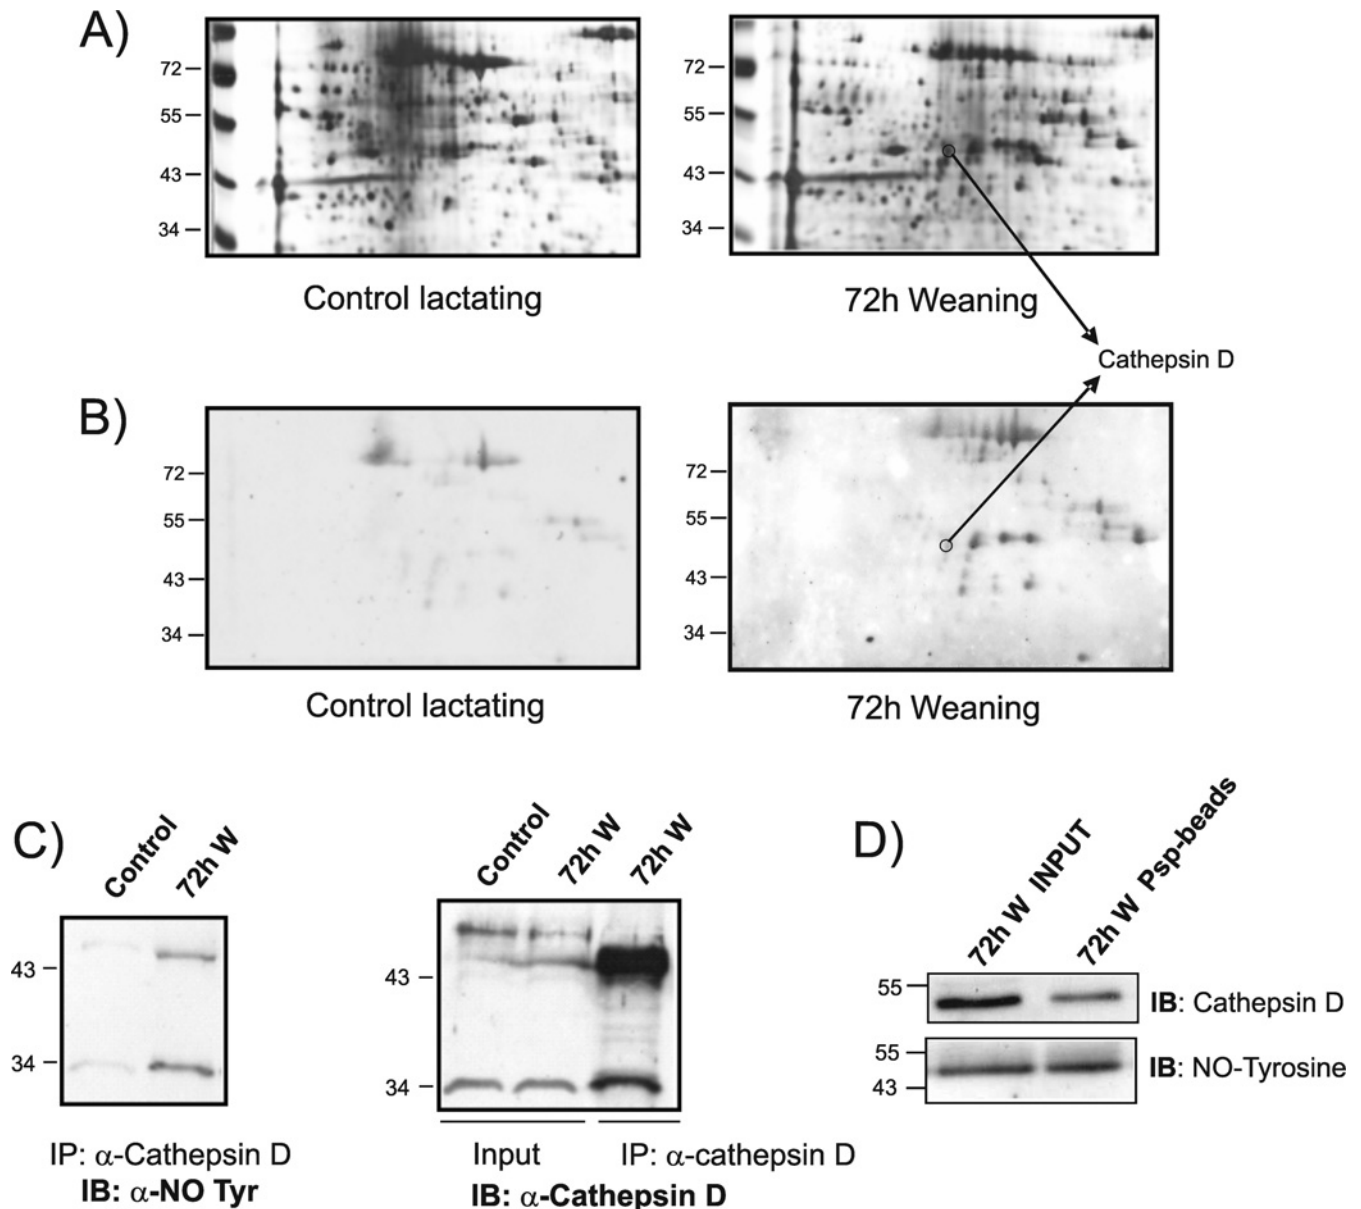 A)
72
55
43
34
72
55
43
34
Control lactating
72h Weaning
Cathepsin D
B)
72
55
43
34
72
55
43
34
Control lactating
72h Weaning
C)
Control
72h W
43
34
IP: α-Cathepsin D
IB: α-NO Tyr
Control
72h W
72h W
43
34
Input
IP: α-cathepsin D
IB: α-Cathepsin D
D)
72h W INPUT
72h W Psp-beads
55
IB: Cathepsin D
55
43
IB: NO-Tyrosine